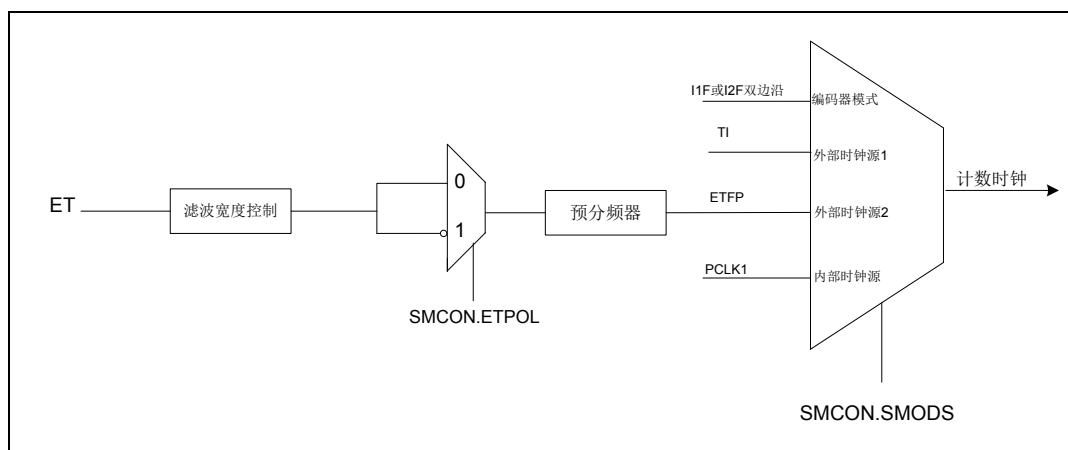 I1F或I2F双边沿
编码器模式
TI
外部时钟源1
计数时钟
ET
滤波宽度控制
0
1
预分频器
ETFP
外部时钟源2
PCLK1
内部时钟源
SMCON.ETPOL
SMCON.SMODS